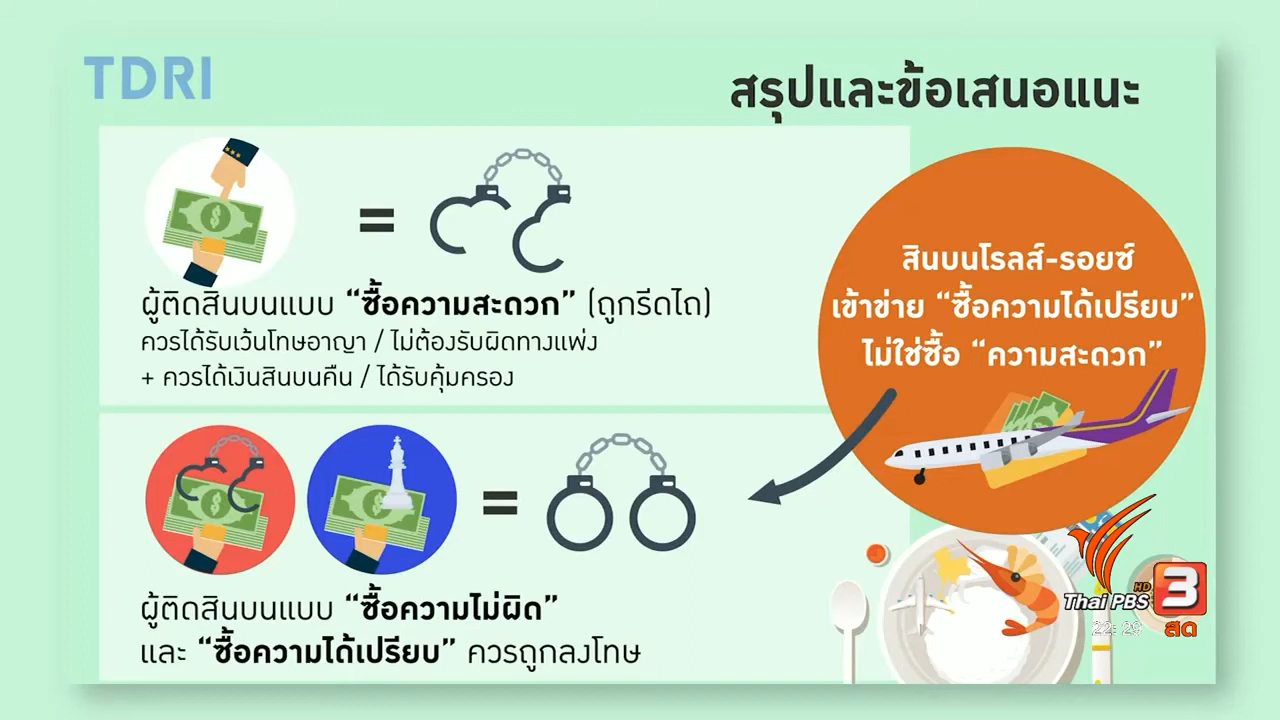 TDRI
สรุปและข้อเสนอแนะ
ผู้ติดสินบนแบบ “ซื้อความสะดวก” (ถูกรีดไถ)
ควรได้รับเว้นโทษอาญา / ไม่ต้องรับผิดทางแพ่ง
+ ควรได้เงินสินบนคืน / ได้รับคุ้มครอง
สินบนโรลส์-รอยซ์
เข้าข่าย “ซื้อความได้เปรียบ”
ไม่ใช่ซื้อ “ความสะดวก”
ผู้ติดสินบนแบบ “ซื้อความไม่ผิด”
และ “ซื้อความได้เปรียบ” ควรถูกลงโทษ
HD
Thai PBS 3
22:29 สด